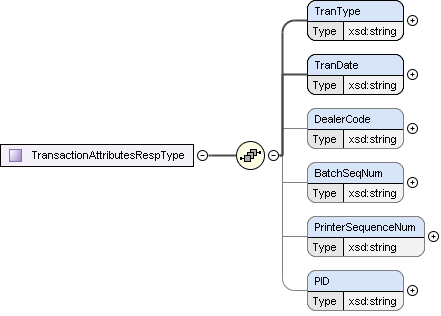 TranType
Type xsd:string
TranDate
Type xsd:string
DealerCode
Type xsd:string
TransactionAttributesRespType
BatchSeqNum
Type xsd:string
PrinterSequenceNum
Type xsd:string
PID
Type xsd:string